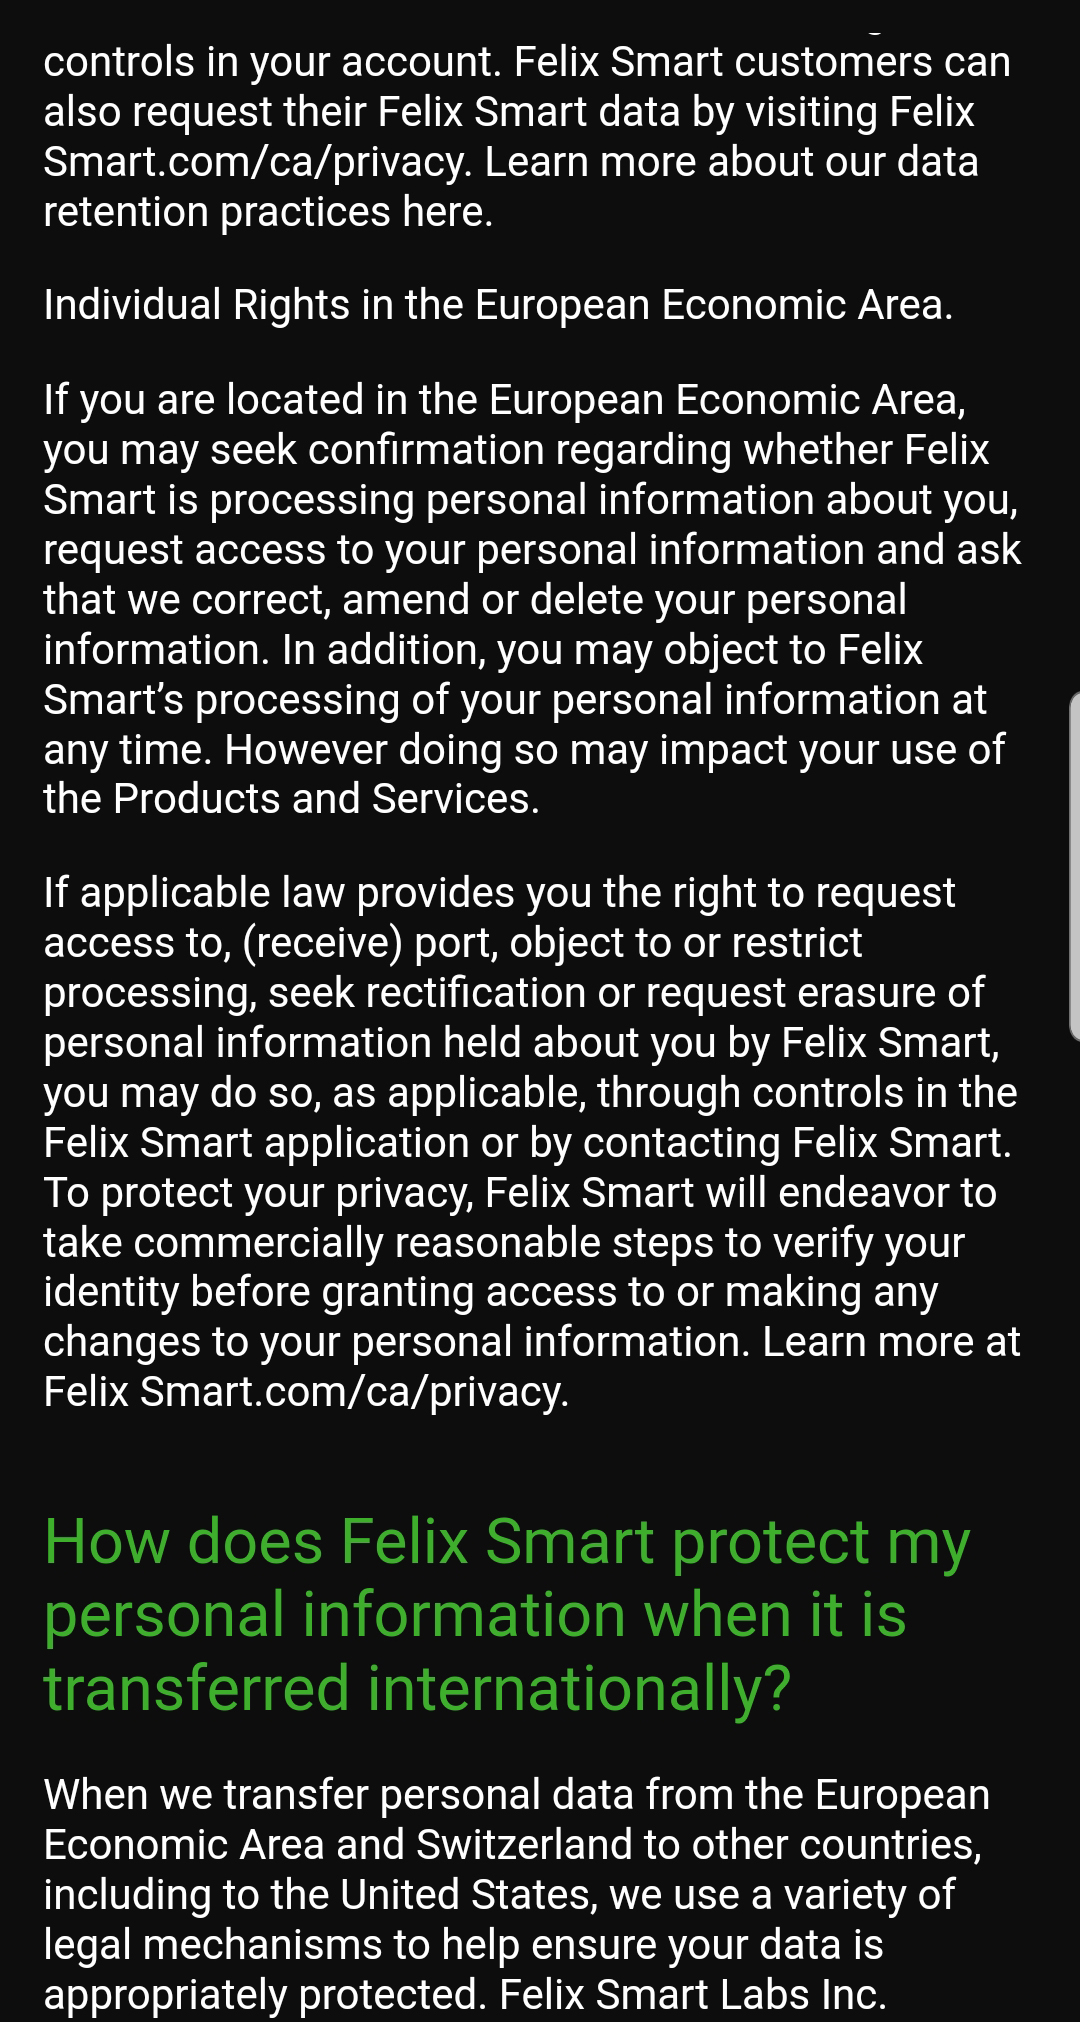 controls in your account. Felix Smart customers can
also request their Felix Smart data by visiting Felix
Smart.com/ca/privacy. Learn more about our data
retention practices here.
Individual Rights in the European Economic Area.
If you are located in the European Economic Area,
you may seek confirmation regarding whether Felix
Smart is processing personal information about you,
request access to your personal information and ask
that we correct, amend or delete your personal
information. In addition, you may object to Felix
Smart’s processing of your personal information at
any time. However doing so may impact your use of
the Products and Services.
If applicable law provides you the right to request
access to, (receive) port, object to or restrict
processing, seek rectification or request erasure of
personal information held about you by Felix Smart,
you may do so, as applicable, through controls in the
Felix Smart application or by contacting Felix Smart.
To protect your privacy, Felix Smart will endeavor to
take commercially reasonable steps to verify your
identity before granting access to or making any
changes to your personal information. Learn more at
Felix Smart.com/ca/privacy.
How does Felix Smart protect my
personal information when it is
transferred internationally?
When we transfer personal data from the European
Economic Area and Switzerland to other countries,
including to the United States, we use a variety of
legal mechanisms to help ensure your data is
appropriately protected. Felix Smart Labs Inc.